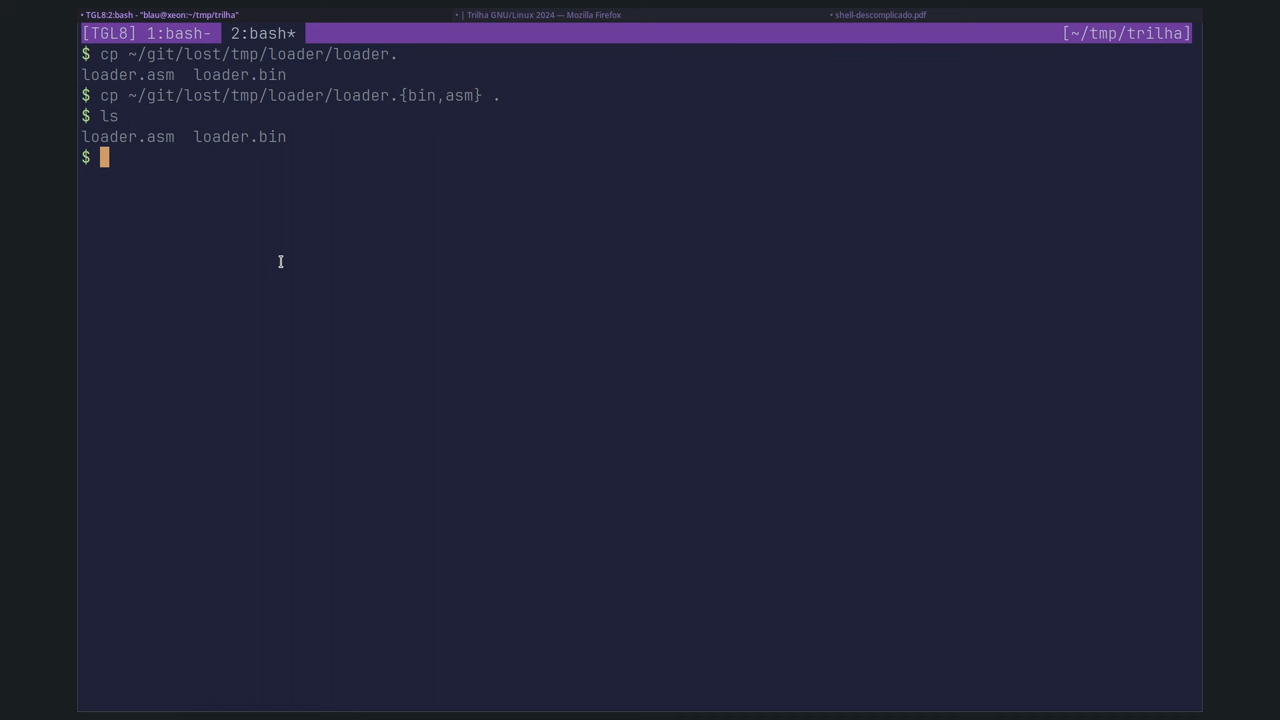 • TGL8:2:bash - "blau@xeon:~/tmp/trilha" • | Trilha GNU/Linux 2024 — Mozilla Firefox • shell-descomplicado.pdf
[TGL8] 1:bash- 2:bash* [~/tmp/trilha]
$ cp ~/git/lost/tmp/loader/loader.
loader.asm loader.bin
$ cp ~/git/lost/tmp/loader/loader.{bin,asm} .
$ ls
loader.asm loader.bin
$